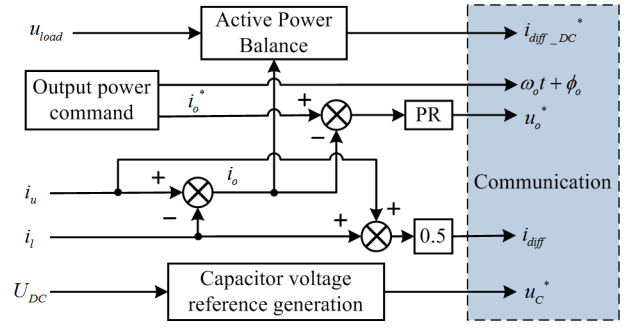 u_load
Active Power
Balance
i_diff_DC*
Output power
command
ω_o t + ϕ_o
i_o*
+
−
PR
u_o*
i_u
+
−
i_o
Communication
i_l
+
+
0.5
i_diff
U_DC
Capacitor voltage
reference generation
u_C*